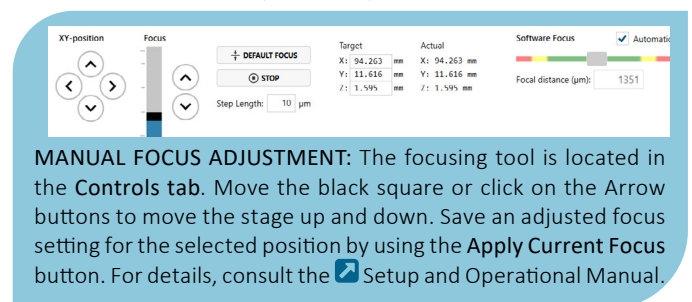 XY-position Focus Target Actual Software Focus Automatic
DEFAULT FOCUS
X: 94.263 mm X: 94.263 mm
STOP Y: 11.616 mm Y: 11.616 mm
Focal distance (μm): 1351
Z: 1.595 mm Z: 1.595 mm
Step Length: 10 μm
MANUAL FOCUS ADJUSTMENT: The focusing tool is located in
the Controls tab. Move the black square or click on the Arrow
buttons to move the stage up and down. Save an adjusted focus
setting for the selected position by using the Apply Current Focus
button. For details, consult the Setup and Operational Manual.